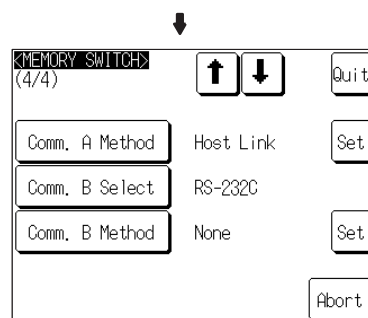 <MEMORY SWITCH>
(4/4)
Quit
Comm. A Method Host Link Set
Comm. B Select RS-232C
Comm. B Method None Set
Abort